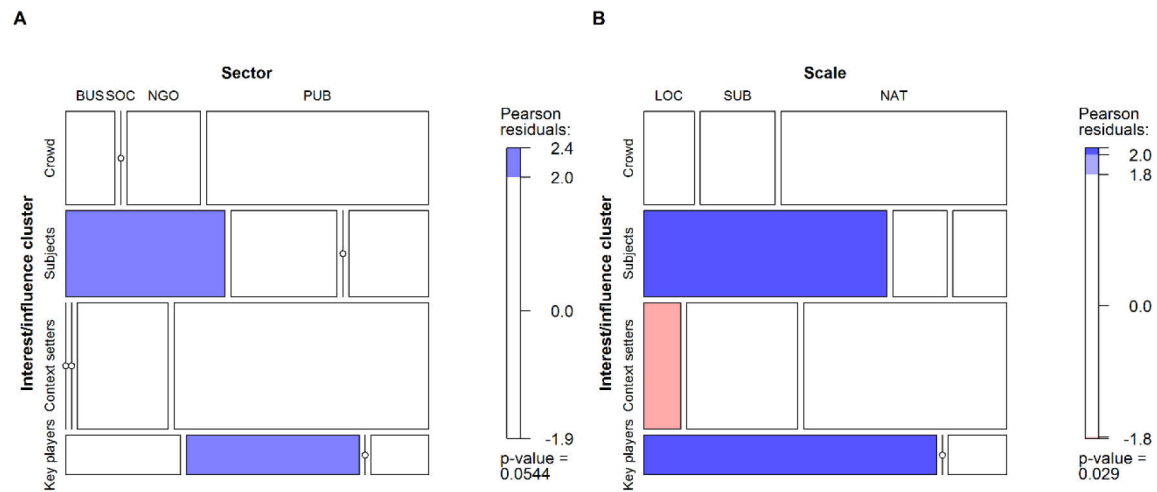 A
Sector
BUS SOC NGO PUB
Interest/influence cluster
Crowd
Subjects
Context setters
Key players
Pearson
residuals:
2.4
2.0
0.0
-1.9
p-value =
0.0544
B
Scale
LOC SUB NAT
Interest/influence cluster
Crowd
Subjects
Context setters
Key players
Pearson
residuals:
2.0
1.8
0.0
-1.8
p-value =
0.029